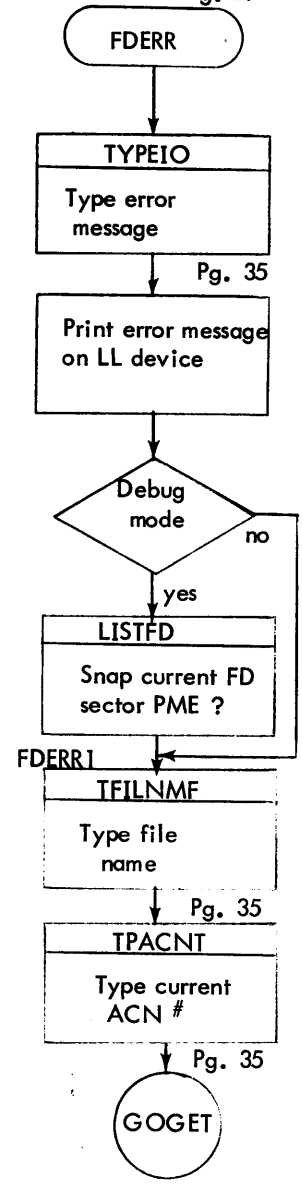 FDERR
TYPEIO
Type error
message
Pg. 35
Print error message
on LL device
Debug
mode
no
yes
LISTFD
Snap current FD
sector PME ?
FDERR1
TFILNMF
Type file
name
Pg. 35
TPACNT
Type current
ACN #
Pg. 35
GOGET